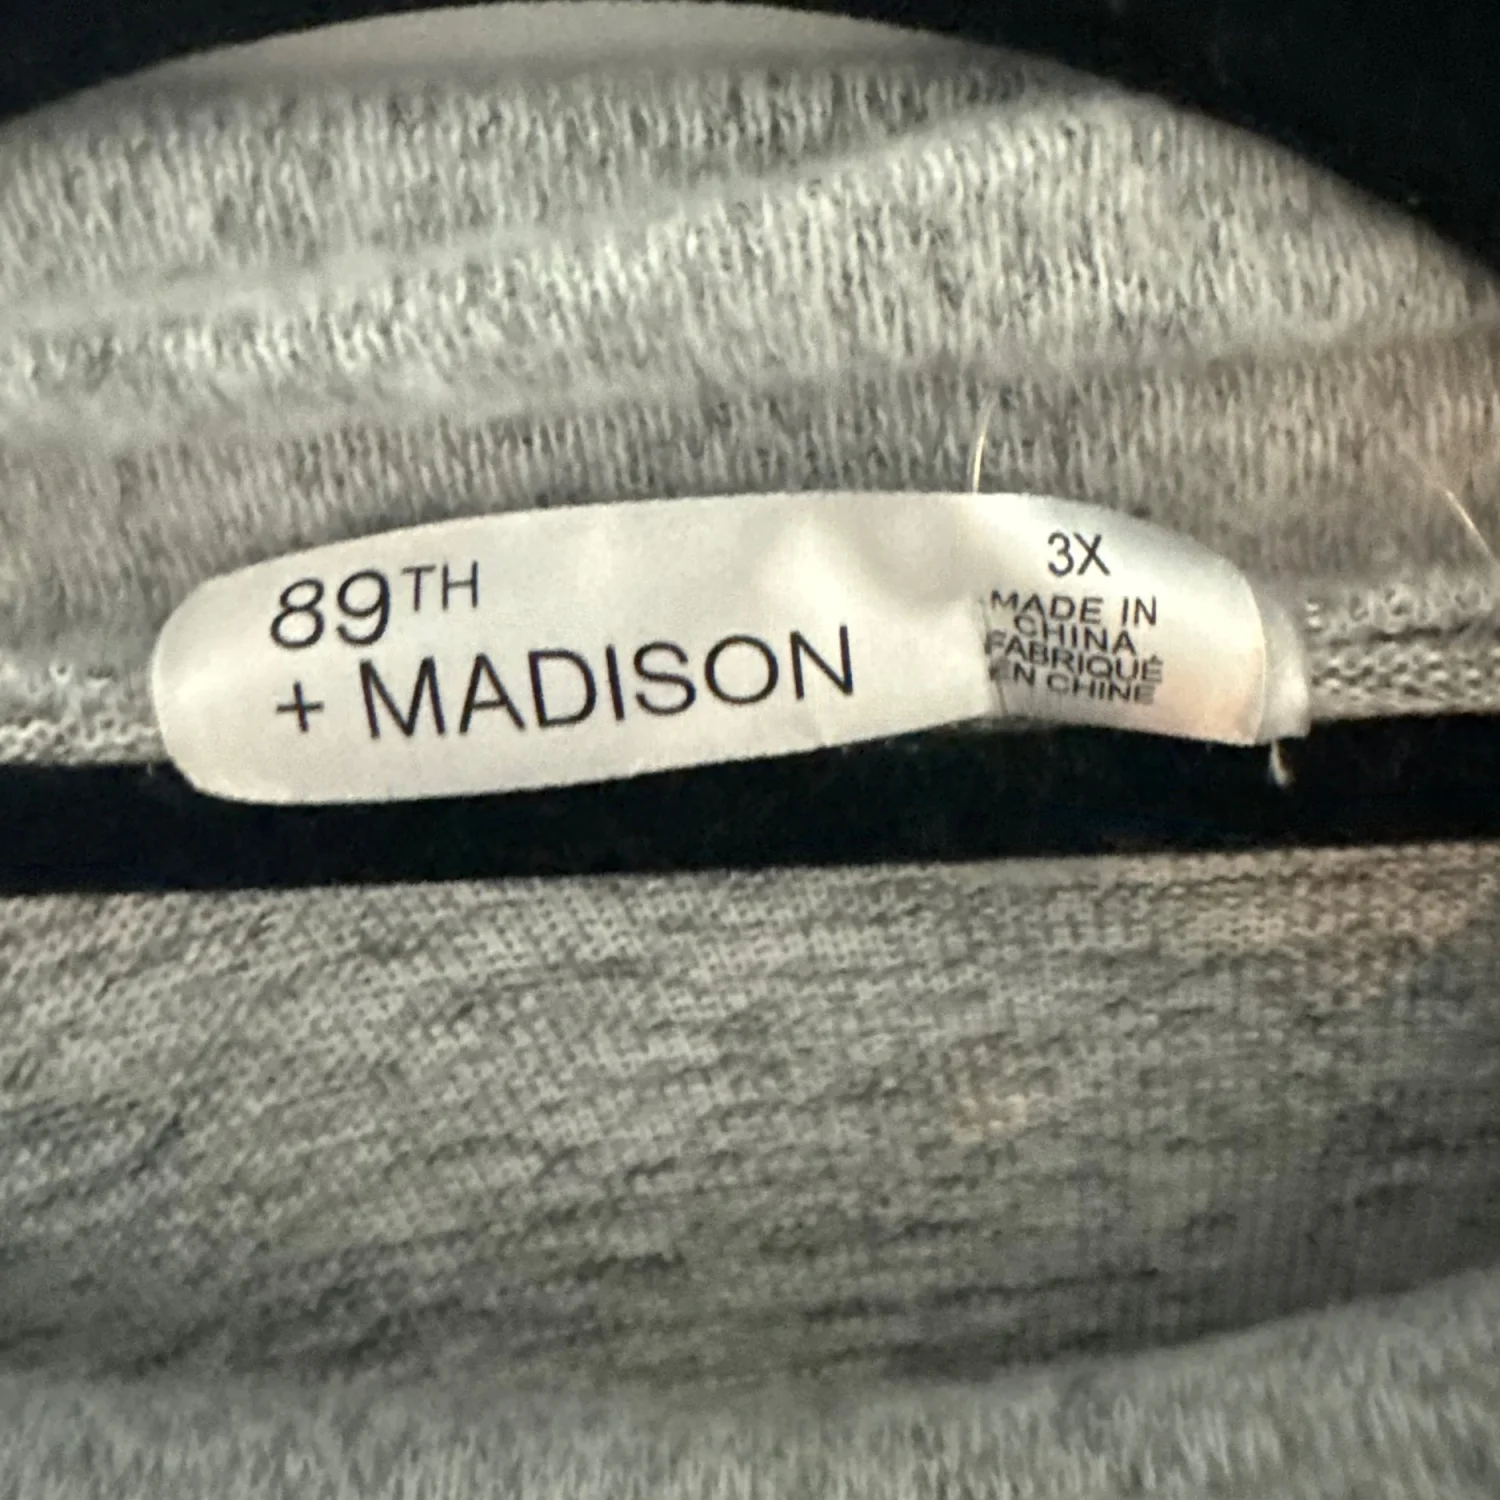 89TH
+ MADISON
3X
MADE IN
CHINA
FABRIQUÉ
EN CHINE